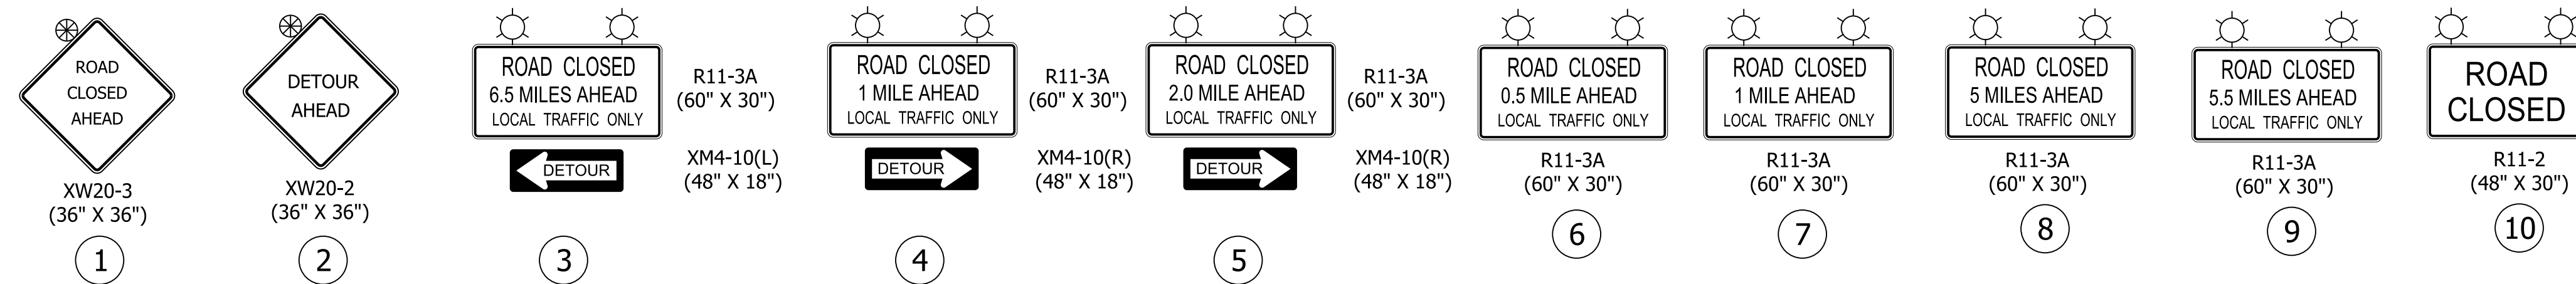 ROAD
CLOSED
AHEAD
XW20-3
(36" X 36")
1
DETOUR
AHEAD
XW20-2
(36" X 36")
2
ROAD CLOSED
6.5 MILES AHEAD
LOCAL TRAFFIC ONLY
R11-3A
(60" X 30")
DETOUR
XM4-10(L)
(48" X 18")
3
ROAD CLOSED
1 MILE AHEAD
LOCAL TRAFFIC ONLY
R11-3A
(60" X 30")
DETOUR
XM4-10(R)
(48" X 18")
4
ROAD CLOSED
2.0 MILE AHEAD
LOCAL TRAFFIC ONLY
R11-3A
(60" X 30")
DETOUR
XM4-10(R)
(48" X 18")
5
ROAD CLOSED
0.5 MILE AHEAD
LOCAL TRAFFIC ONLY
R11-3A
(60" X 30")
6
ROAD CLOSED
1 MILE AHEAD
LOCAL TRAFFIC ONLY
R11-3A
(60" X 30")
7
ROAD CLOSED
5 MILES AHEAD
LOCAL TRAFFIC ONLY
R11-3A
(60" X 30")
8
ROAD CLOSED
5.5 MILES AHEAD
LOCAL TRAFFIC ONLY
R11-3A
(60" X 30")
9
ROAD
CLOSED
R11-2
(48" X 30")
10